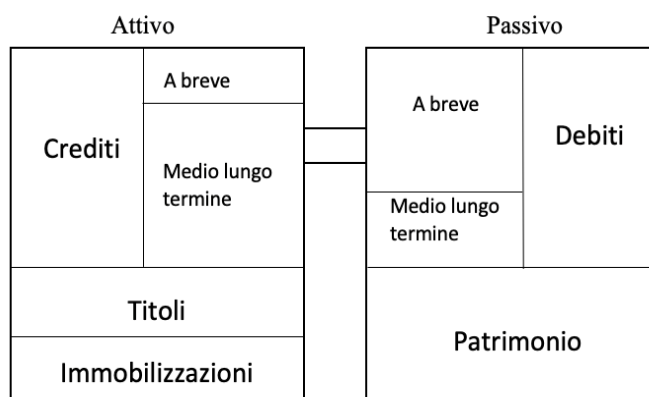 Attivo
Passivo
Crediti
A breve
Medio lungo
termine
A breve
Medio lungo
termine
Debiti
Titoli
Immobilizzazioni
Patrimonio